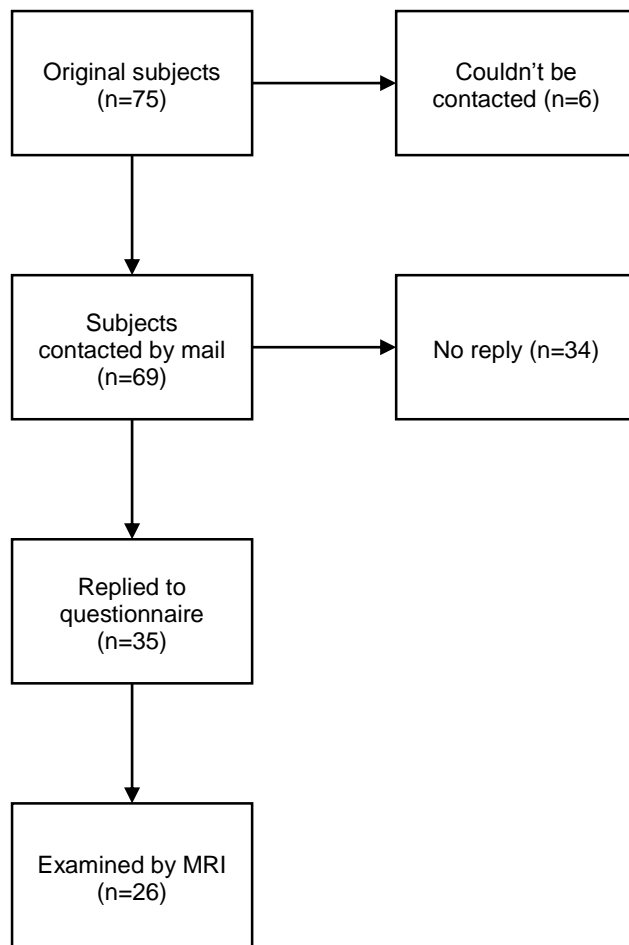 Original subjects
(n=75)
Couldn’t be
contacted (n=6)
Subjects
contacted by mail
(n=69)
No reply (n=34)
Replied to
questionnaire
(n=35)
Examined by MRI
(n=26)